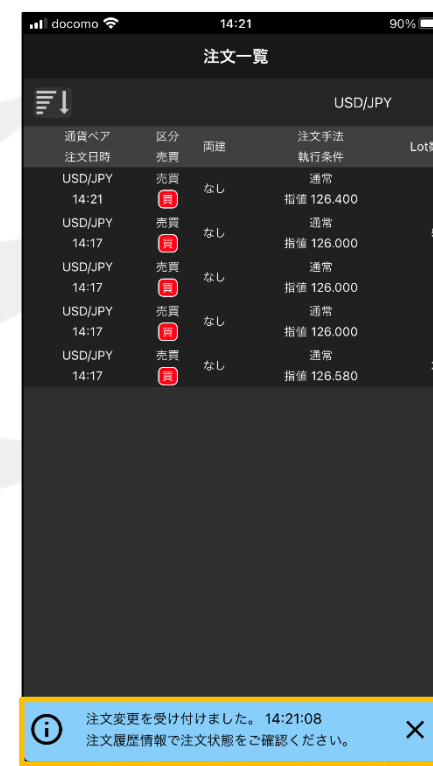 docomo 14:21 90%
注文一覧
USD/JPY
通貨ペア 区分 両建 注文手法 Lot数
注文日時 売買 執行条件
USD/JPY 売買 なし 通常
14:21 買 指値 126.400
USD/JPY 売買 なし 通常
14:17 買 指値 126.000
USD/JPY 売買 なし 通常
14:17 買 指値 126.000
USD/JPY 売買 なし 通常
14:17 買 指値 126.000
USD/JPY 売買 なし 通常
14:17 買 指値 126.580
注文変更を受け付けました。 14:21:08
注文履歴情報で注文状態をご確認ください。